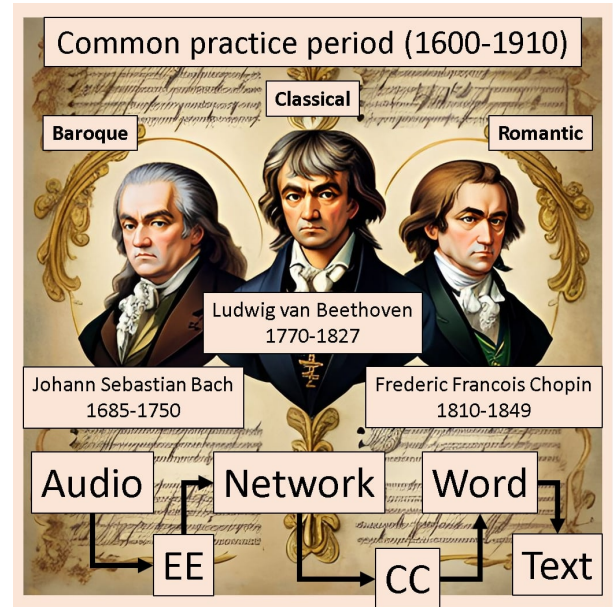 Common practice period (1600-1910)
Classical
Baroque
Romantic
Ludwig van Beethoven
1770-1827
Johann Sebastian Bach
1685-1750
Frederic Francois Chopin
1810-1849
Audio
Network
Word
EE
CC
Text